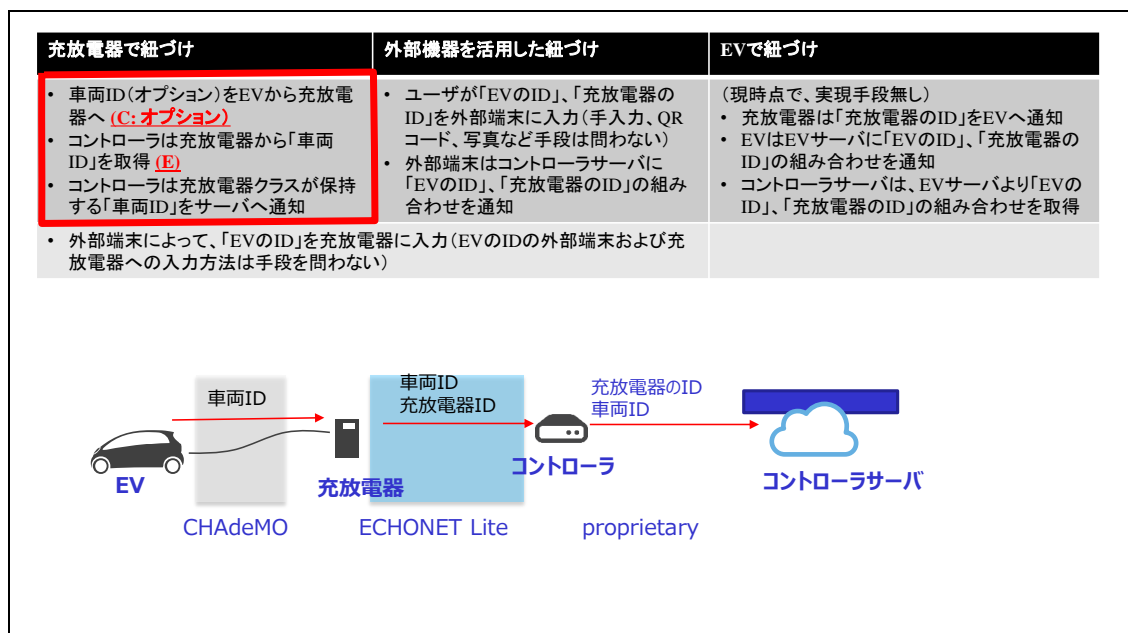 充放電器で紐づけ
外部機器を活用した紐づけ
EVで紐づけ
• 車両ID(オプション)をEVから充放電
器へ (C: オプション)
• コントローラは充放電器から「車両
ID」を取得 (E)
• コントローラは充放電器クラスが保持
する「車両ID」をサーバへ通知
• ユーザが「EVのID」、「充放電器の
ID」を外部端末に入力(手入力、QR
コード、写真など手段は問わない)
• 外部端末はコントローラサーバに
「EVのID」、「充放電器のID」の組み
合わせを通知
(現時点で、実現手段無し)
• 充放電器は「充放電器のID」をEVへ通知
• EVはEVサーバに「EVのID」、「充放電器の
ID」の組み合わせを通知
• コントローラサーバは、EVサーバより「EVの
ID」、「充放電器のID」の組み合わせを取得
• 外部端末によって、「EVのID」を充放電器に入力(EVのIDの外部端末および充
放電器への入力方法は手段を問わない)
車両ID
車両ID
充放電器ID
充放電器のID
車両ID
EV
充放電器
コントローラ
コントローラサーバ
CHAdeMO
ECHONET Lite
proprietary